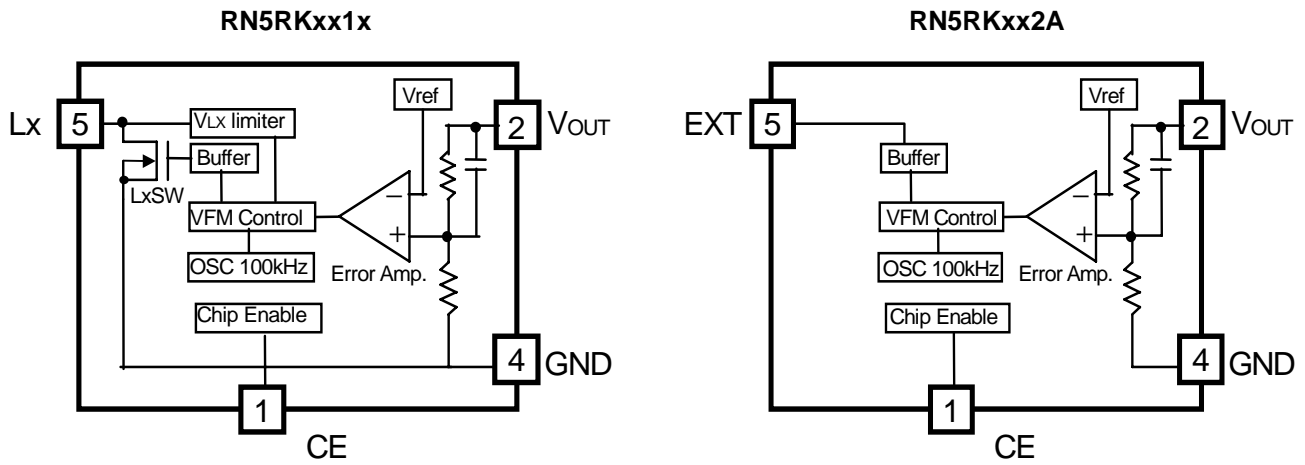 RN5RKxx1x
Lx
5
VLX limiter
Vref
2
VOUT
Buffer
LxSW
VFM Control
−
+
OSC 100kHz
Error Amp.
Chip Enable
4
GND
1
CE
RN5RKxx2A
EXT
5
Vref
2
VOUT
Buffer
VFM Control
−
+
OSC 100kHz
Error Amp.
Chip Enable
4
GND
1
CE